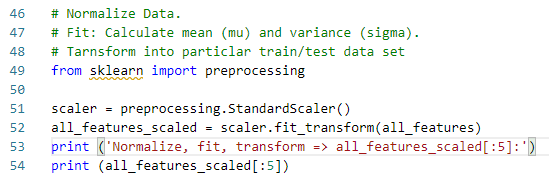 46 # Normalize Data.
47 # Fit: Calculate mean (mu) and variance (sigma).
48 # Tarnsform into particlar train/test data set
49 from sklearn import preprocessing
50
51 scaler = preprocessing.StandardScaler()
52 all_features_scaled = scaler.fit_transform(all_features)
53 print ('Normalize, fit, transform => all_features_scaled[:5]:')
54 print (all_features_scaled[:5])